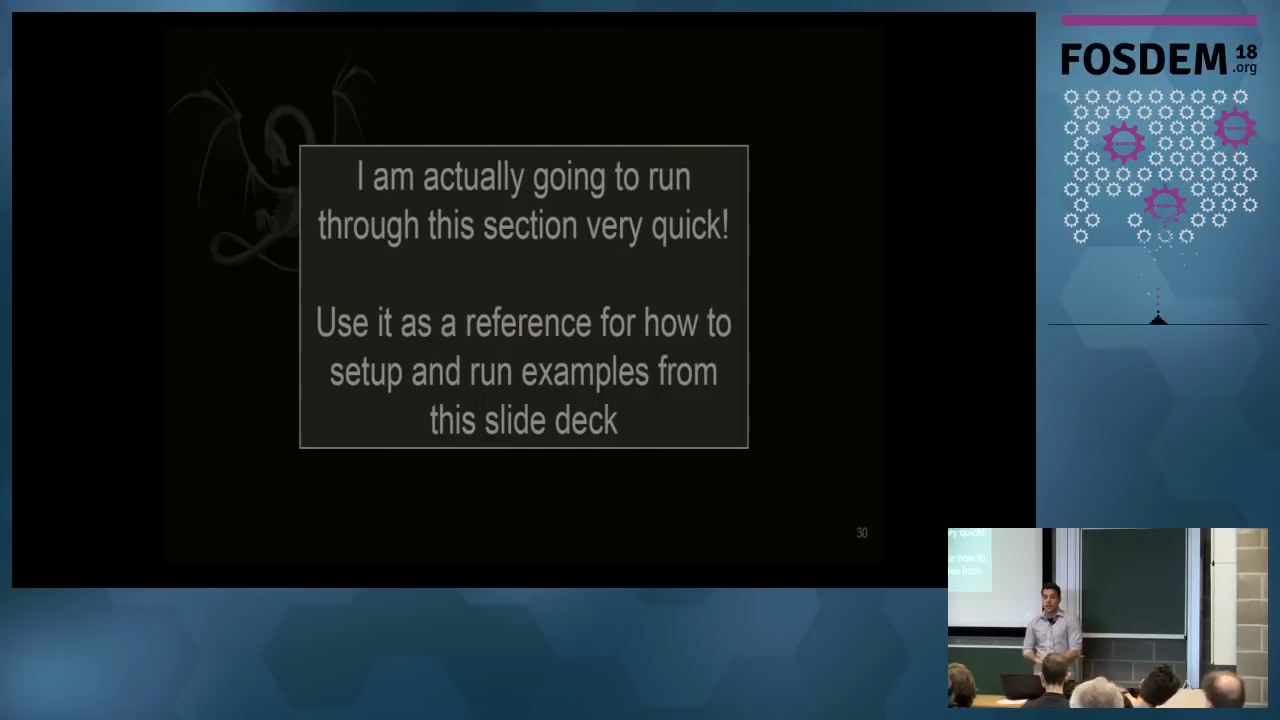 I am actually going to run
through this section very quick!
Use it as a reference for how to
setup and run examples from
this slide deck
30
FOSDEM 18
.org